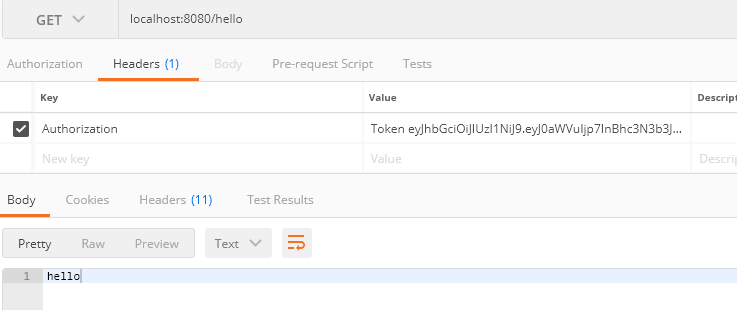 GET localhost:8080/hello
Authorization Headers (1) Body Pre-request Script Tests
Key Value Descript
Authorization Token eyJhbGciOiJIUzI1NiJ9.eyJ0aWVuIjp7InBhc3N3b3J...
New key Value Descri
Body Cookies Headers (11) Test Results
Pretty Raw Preview Text
1 hello